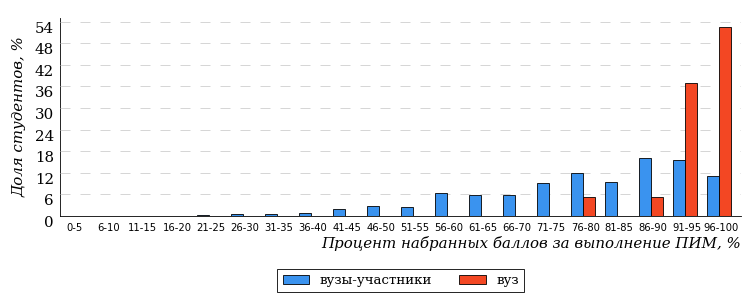 Доля студентов, %
54
48
42
36
30
24
18
12
6
0
0-5 6-10 11-15 16-20 21-25 26-30 31-35 36-40 41-45 46-50 51-55 56-60 61-65 66-70 71-75 76-80 81-85 86-90 91-95 96-100
Процент набранных баллов за выполнение ПИМ, %
вузы-участники вуз